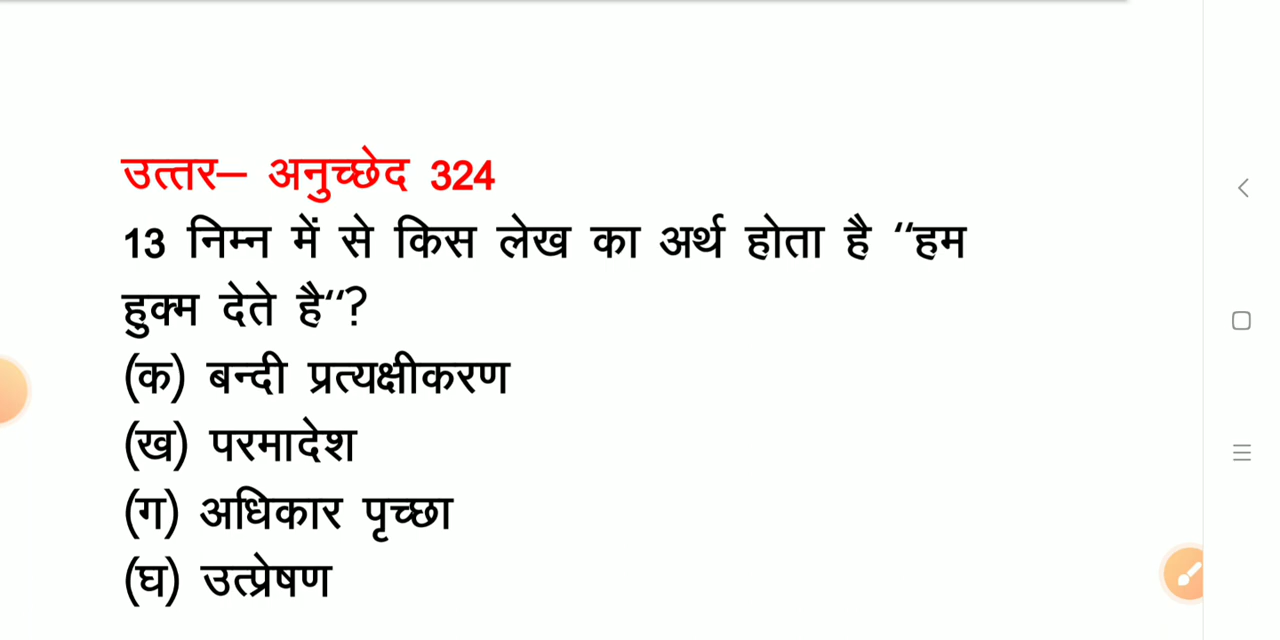 उत्तर– अनुच्छेद 324
13 निम्न में से किस लेख का अर्थ होता है “हम
हुक्म देते है“?
(क) बन्दी प्रत्यक्षीकरण
(ख) परमादेश
(ग) अधिकार पृच्छा
(घ) उत्प्रेषण